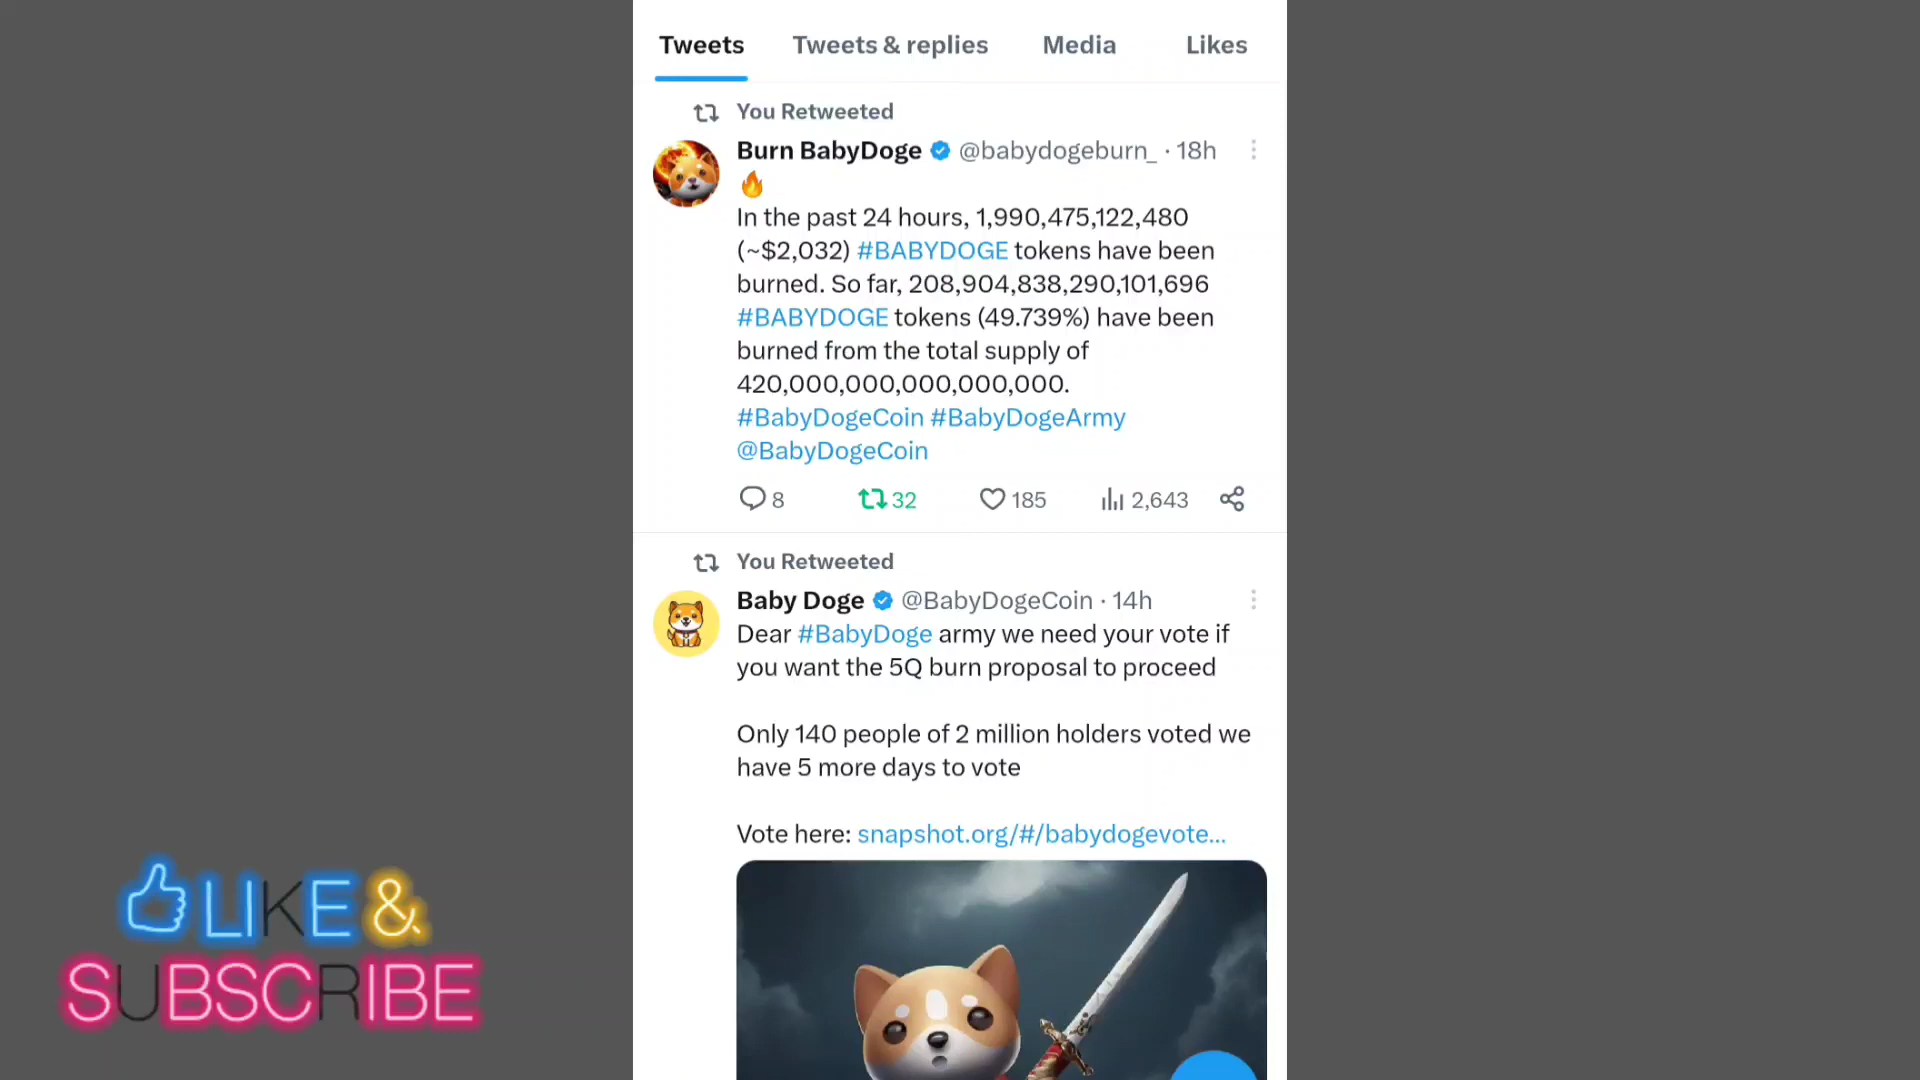 Tweets Tweets & replies Media Likes
You Retweeted
Burn BabyDoge @babydogeburn_ · 18h
🔥
In the past 24 hours, 1,990,475,122,480
(~$2,032) #BABYDOGE tokens have been
burned. So far, 208,904,838,290,101,696
#BABYDOGE tokens (49.739%) have been
burned from the total supply of
420,000,000,000,000,000.
#BabyDogeCoin #BabyDogeArmy
@BabyDogeCoin
8 32 185 2,643
You Retweeted
Baby Doge @BabyDogeCoin · 14h
Dear #BabyDoge army we need your vote if
you want the 5Q burn proposal to proceed
Only 140 people of 2 million holders voted we
have 5 more days to vote
Vote here: snapshot.org/#/babydogevote...
LIKE &
SUBSCRIBE